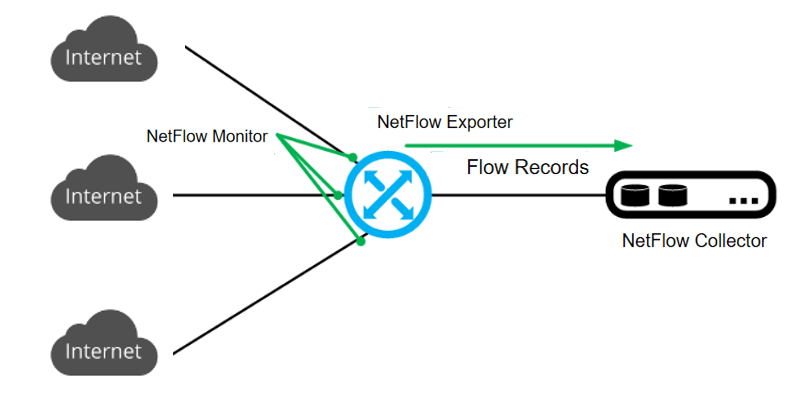 Internet
NetFlow Exporter
NetFlow Monitor
Flow Records
Internet
NetFlow Collector
Internet